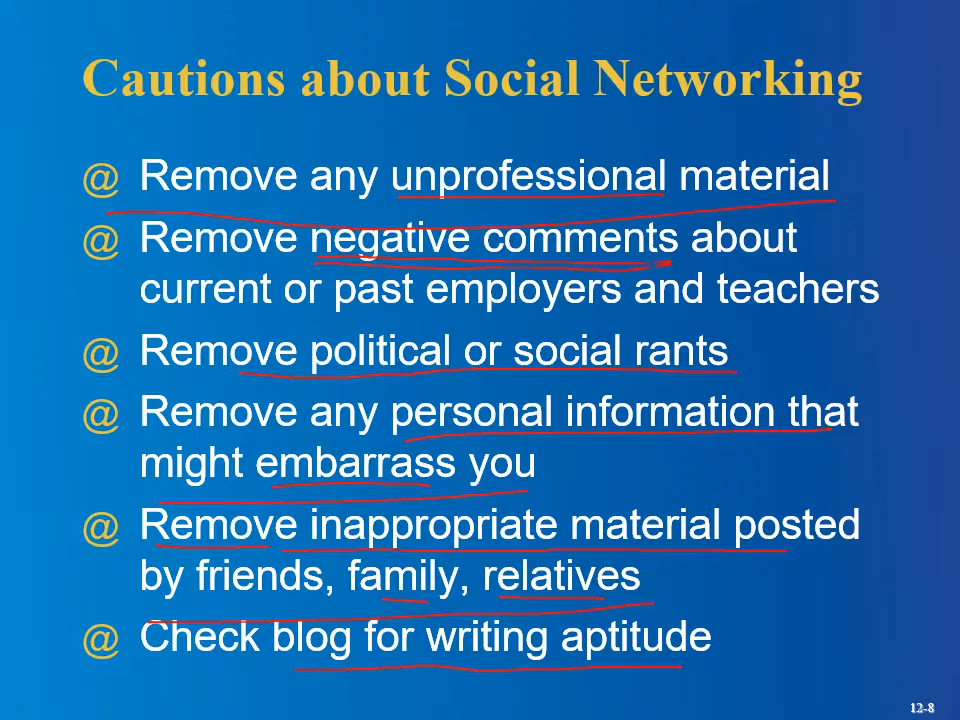 Cautions about Social Networking
@ Remove any unprofessional material
@ Remove negative comments about
current or past employers and teachers
@ Remove political or social rants
@ Remove any personal information that
might embarrass you
@ Remove inappropriate material posted
by friends, family, relatives
@ Check blog for writing aptitude
12-8